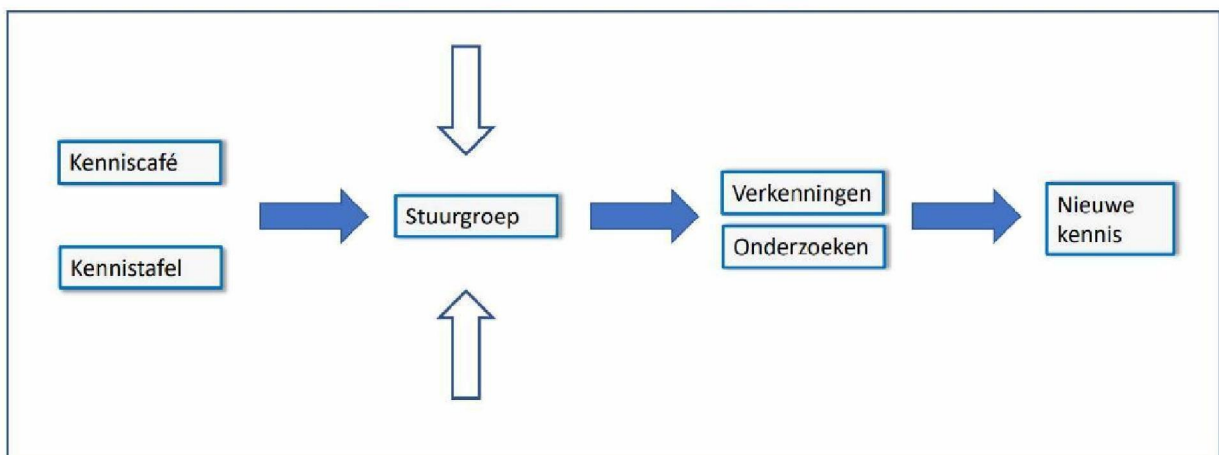 Kenniscafé
Kennistafel
Stuurgroep
Verkenningen
Onderzoeken
Nieuwe
kennis